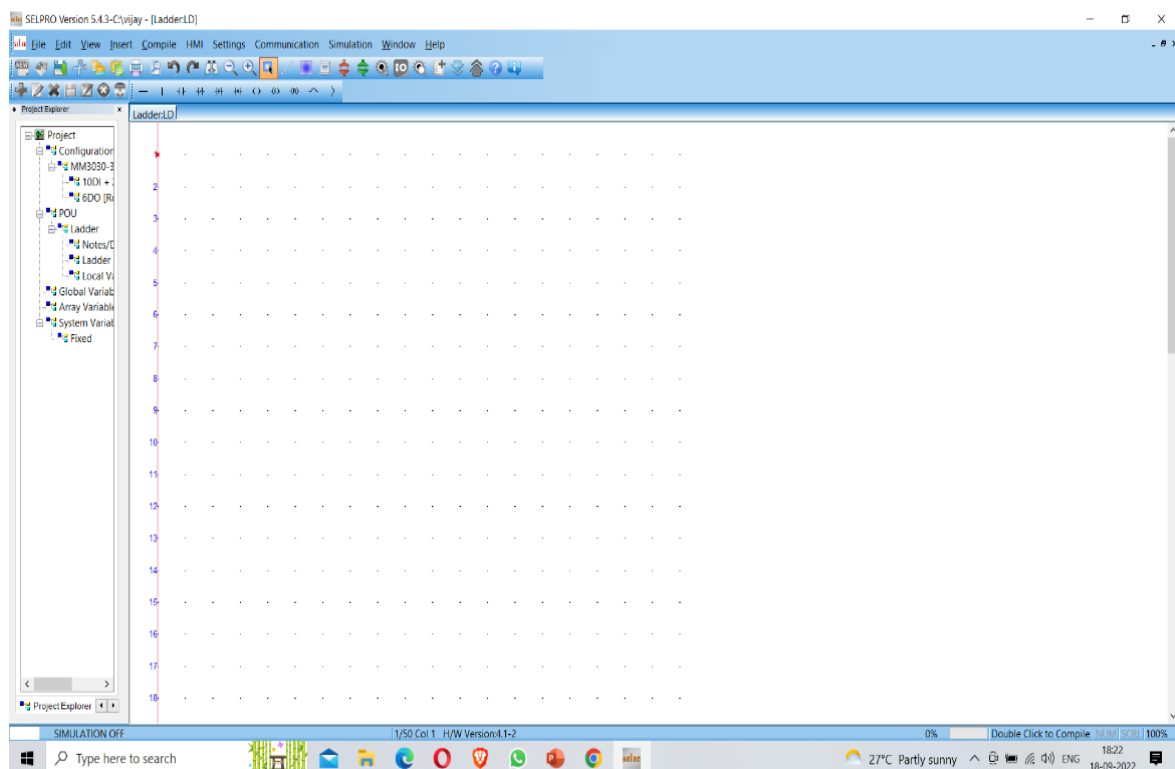 SELPRO Version 5.4.3-C:\vijay - [Ladder:LD]
File Edit View Insert Compile HMI Settings Communication Simulation Window Help
IO
Project Explorer
Ladder:LD
Project
Configuration
MM3030-3
10DI +
6DO [R
POU
Ladder
Notes/D
Ladder
Local Va
Global Variab
Array Variable
System Variab
Fixed
2
3
4
5
6
7
8
9
10
11
12
13
14
15
16
17
18
Project Explorer
SIMULATION OFF 1/50 Col 1 H/W Version:4.1-2 0% Double Click to Compile NUM SCRL 100%
Type here to search
selec
27°C Partly sunny ENG 18:22
18-09-2022